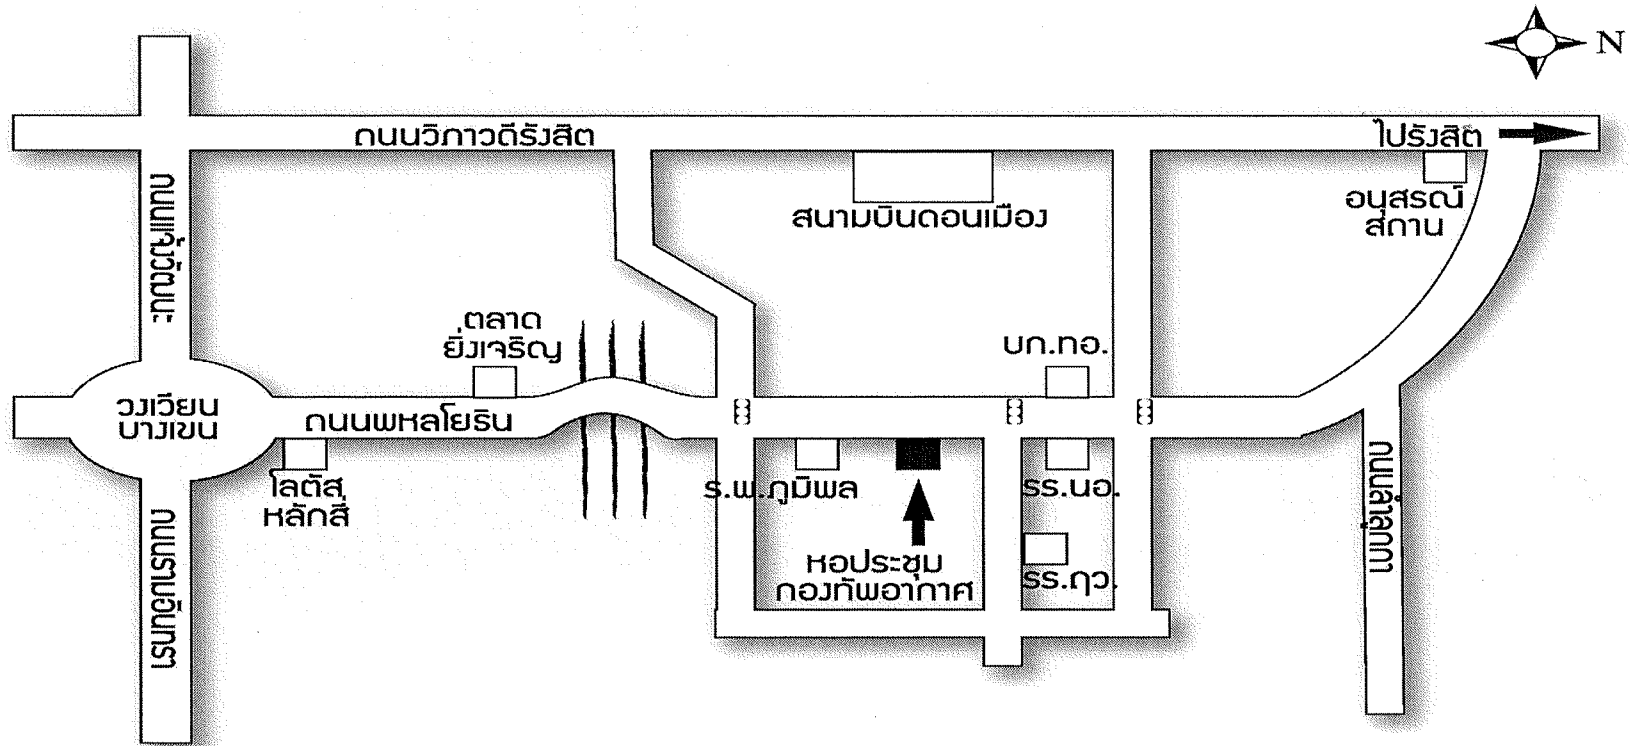 N
ถนนวิภาวดีรังสิต
ไปรังสิต
อนุสรณ์
สถาน
สนามบินดอนเมือง
ถนนแจ้งวัฒนะ
ตลาด
ยิ่งเจริญ
บก.ทอ.
วงเวียน
บางเขน
ถนนพหลโยธิน
โลตัส
หลักสี่
ร.พ.ภูมิพล
รร.นอ.
หอประชุม
กองทัพอากาศ
รร.ฤว.
ถนนรามอินทรา
ถนนลำลูกกา